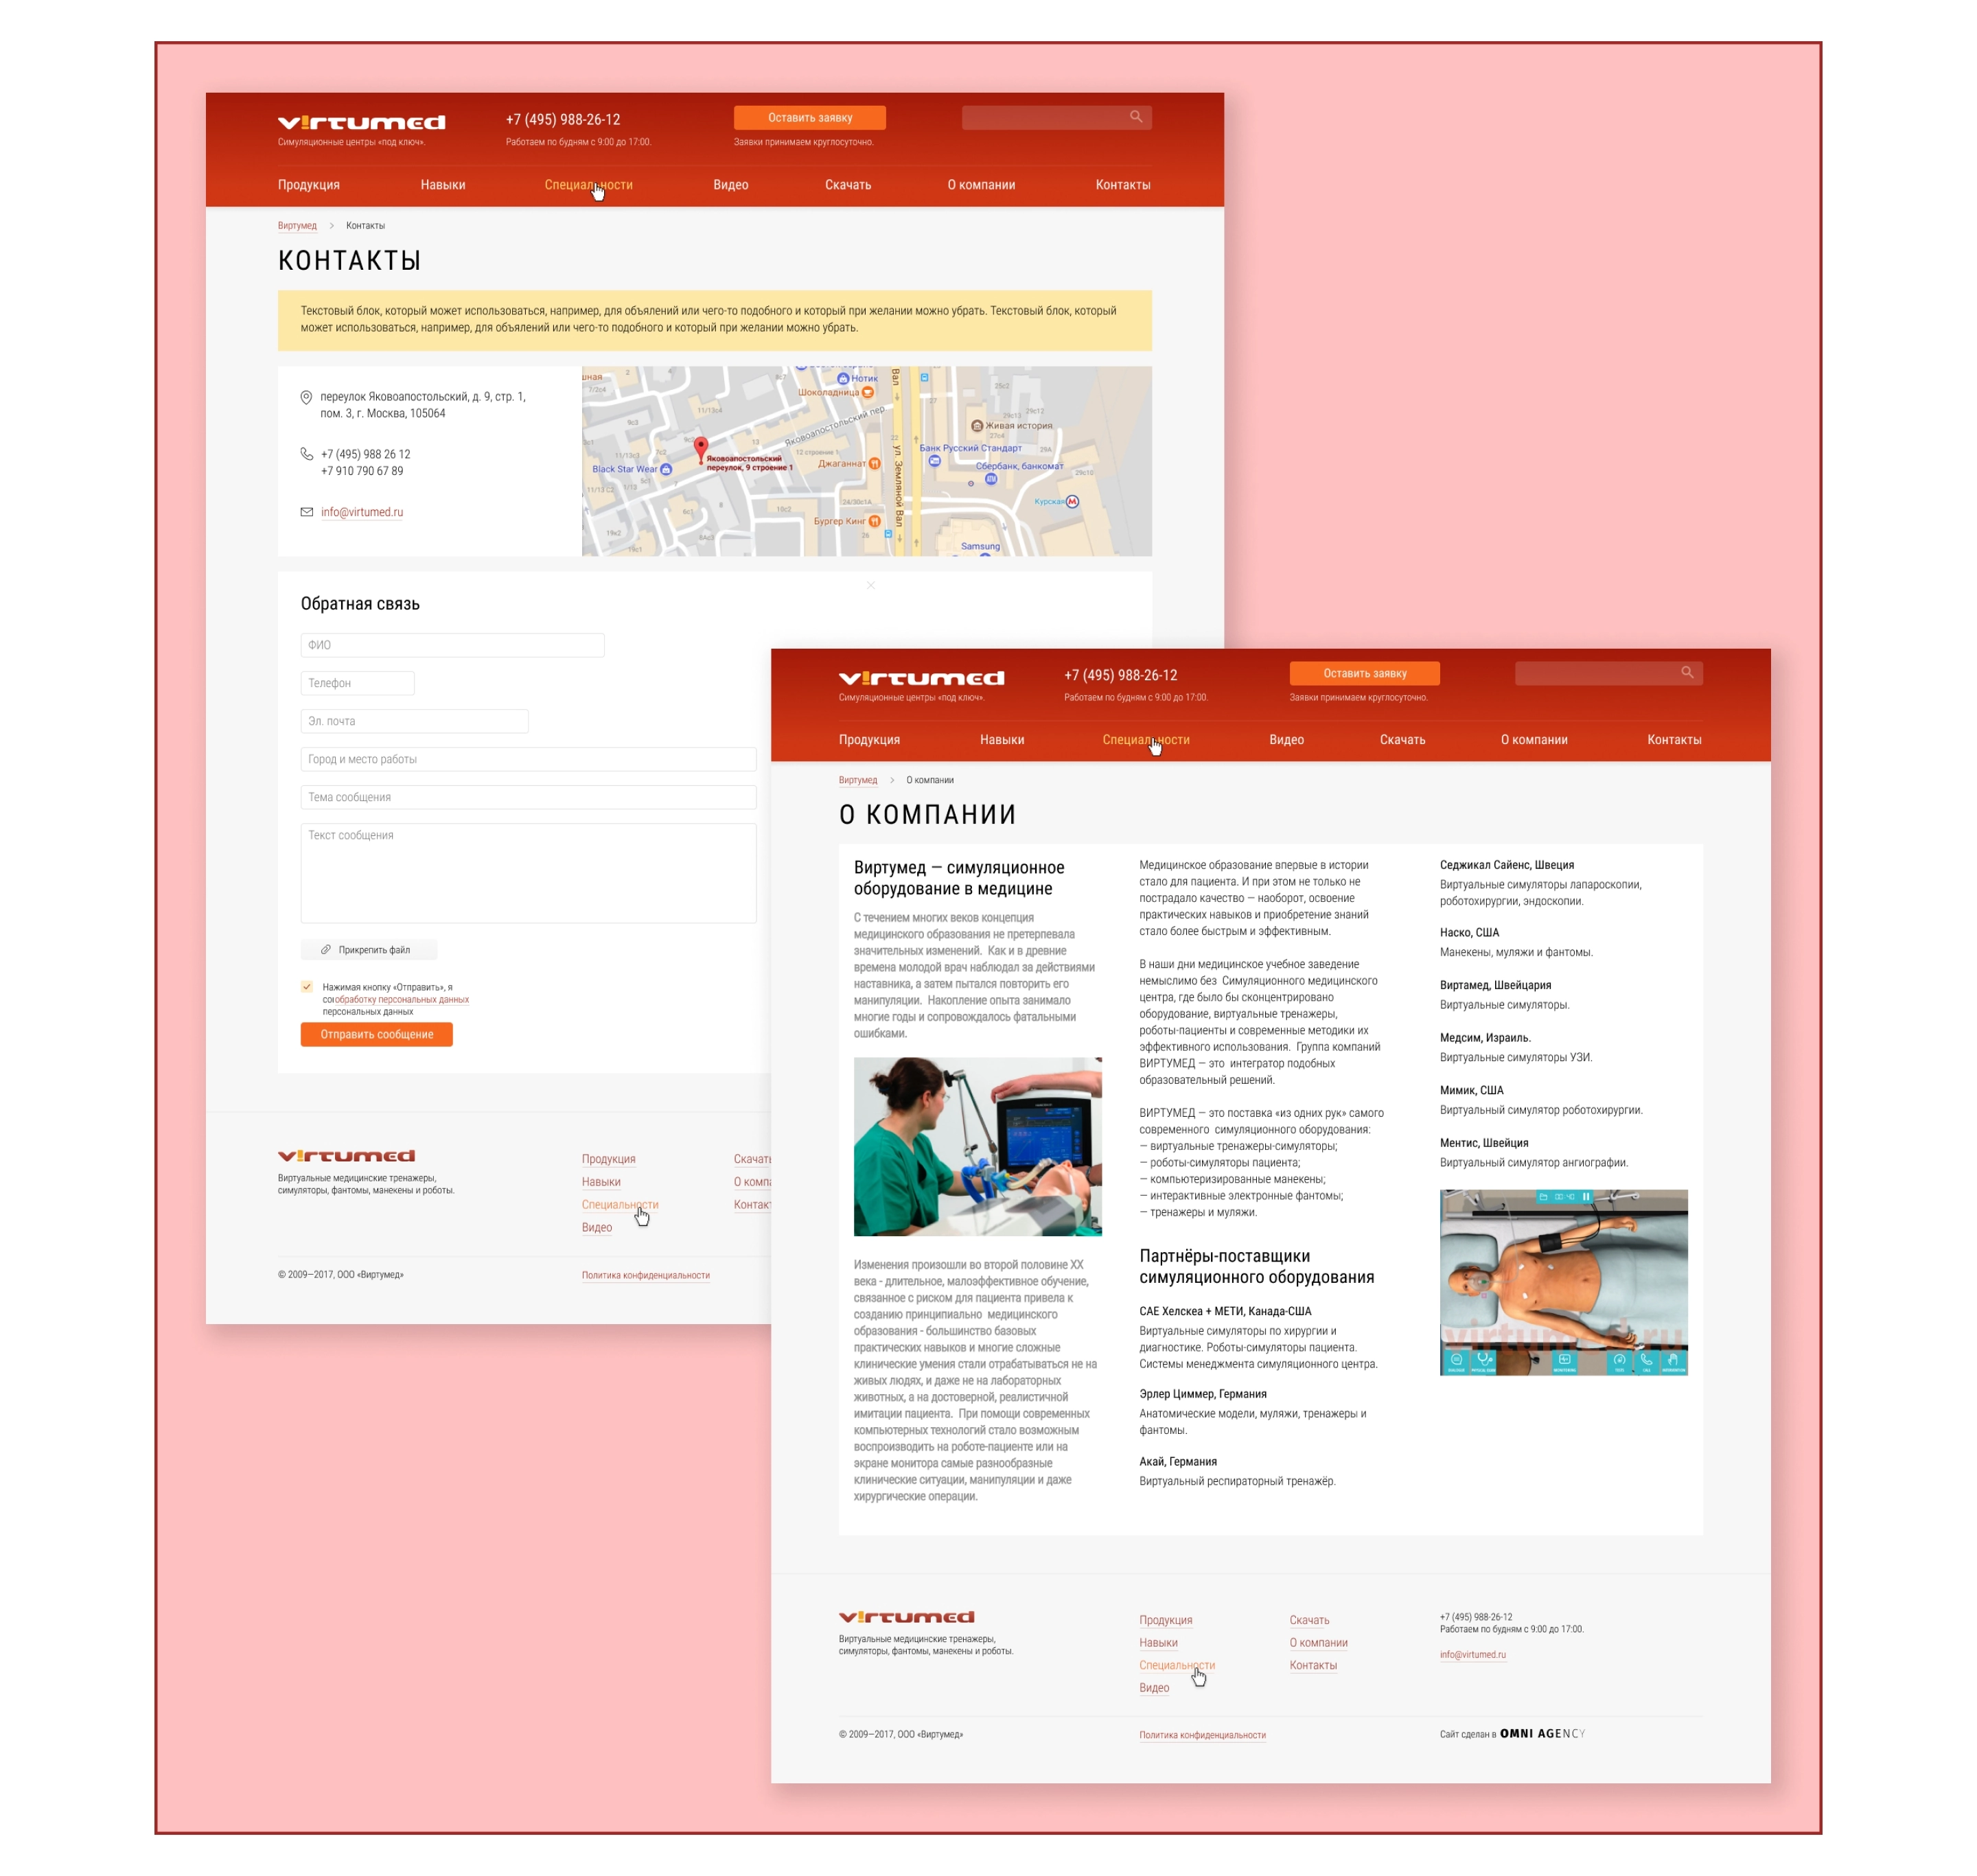 virtumed
Симуляционные центры «под ключ».
+7 (495) 988-26-12
Работаем по будням с 9:00 до 17:00.
Оставить заявку
Заявки принимаем круглосуточно.
Продукция
Навыки
Специальности
Видео
Скачать
О компании
Контакты
Виртумед > Контакты
КОНТАКТЫ
Текстовый блок, который может использоваться, например, для объялений или чего-то подобного и который при желании можно убрать. Текстовый блок, который
может использоваться, например, для объялений или чего-то подобного и который при желании можно убрать.
переулок Яковоапостольский, д. 9, стр. 1,
пом. 3, г. Москва, 105064
+7 (495) 988 26 12
+7 910 790 67 89
info@virtumed.ru
Нотик
Шоколадница
Вал
11/13с4
Яковоапостольский пер
Живая история
Банк Русский Стандарт
Сбербанк, банкомат
Black Star Wear
Яковоапостольский
переулок, 9 строение 1
12 строение 1
Джаганнат
ул. Земляной Вал
24/30с1А
Бургер Кинг
Курская
Samsung
Обратная связь
ФИО
Телефон
Эл. почта
Город и место работы
Тема сообщения
Текст сообщения
Прикрепить файл
Нажимая кнопку «Отправить», я
обработку персональных данных
персональных данных
Отправить сообщение
virtumed
Виртуальные медицинские тренажеры,
симуляторы, фантомы, манекены и роботы.
Продукция
Навыки
Специальности
Видео
Скачать
О комп
Контак
© 2009—2017, ООО «Виртумед»
Политика конфиденциальности
virtumed
Симуляционные центры «под ключ».
+7 (495) 988-26-12
Работаем по будням с 9:00 до 17:00.
Оставить заявку
Заявки принимаем круглосуточно.
Продукция
Навыки
Специальности
Видео
Скачать
О компании
Контакты
Виртумед > О компании
О КОМПАНИИ
Виртумед — симуляционное
оборудование в медицине
С течением многих веков концепция
медицинского образования не претерпевала
значительных изменений. Как и в древние
времена молодой врач наблюдал за действиями
наставника, а затем пытался повторить его
манипуляции. Накопление опыта занимало
многие годы и сопровождалось фатальными
ошибками.
Изменения произошли во второй половине XX
века - длительное, малоэффективное обучение,
связанное с риском для пациента привела к
созданию принципиально медицинского
образования - большинство базовых
практических навыков и многие сложные
клинические умения стали отрабатываться не на
живых людях, и даже не на лабораторных
животных, а на достоверной, реалистичной
имитации пациента. При помощи современных
компьютерных технологий стало возможным
воспроизводить на роботе-пациенте или на
экране монитора самые разнообразные
клинические ситуации, манипуляции и даже
хирургические операции.
Медицинское образование впервые в истории
стало для пациента. И при этом не только не
пострадало качество — наоборот, освоение
практических навыков и приобретение знаний
стало более быстрым и эффективным.
В наши дни медицинское учебное заведение
немыслимо без Симуляционного медицинского
центра, где было бы сконцентрировано
оборудование, виртуальные тренажеры,
роботы-пациенты и современные методики их
эффективного использования. Группа компаний
ВИРТУМЕД — это интегратор подобных
образовательный решений.
ВИРТУМЕД — это поставка «из одних рук» самого
современного симуляционного оборудования:
— виртуальные тренажеры-симуляторы;
— роботы-симуляторы пациента;
— компьютеризированные манекены;
— интерактивные электронные фантомы;
— тренажеры и муляжи.
Партнёры-поставщики
симуляционного оборудования
САЕ Хелскеа + МЕТИ, Канада-США
Виртуальные симуляторы по хирургии и
диагностике. Роботы-симуляторы пациента.
Системы менеджмента симуляционного центра.
Эрлер Циммер, Германия
Анатомические модели, муляжи, тренажеры и
фантомы.
Акай, Германия
Виртуальный респираторный тренажёр.
Седжикал Сайенс, Швеция
Виртуальные симуляторы лапароскопии,
роботохирургии, эндоскопии.
Наско, США
Манекены, муляжи и фантомы.
Виртамед, Швейцария
Виртуальные симуляторы.
Медсим, Израиль.
Виртуальные симуляторы УЗИ.
Мимик, США
Виртуальный симулятор роботохирургии.
Ментис, Швейция
Виртуальный симулятор ангиографии.
virtumed.ru
virtumed
Виртуальные медицинские тренажеры,
симуляторы, фантомы, манекены и роботы.
Продукция
Навыки
Специальности
Видео
Скачать
О компании
Контакты
+7 (495) 988-26-12
Работаем по будням с 9:00 до 17:00.
info@virtumed.ru
© 2009—2017, ООО «Виртумед»
Политика конфиденциальности
Сайт сделан в OMNI AGENCY